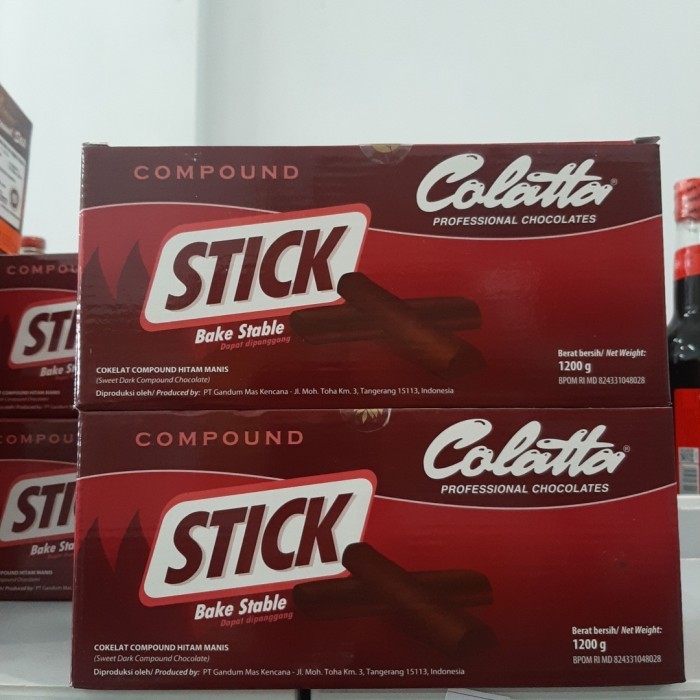 COMPOUND
Colatta®
PROFESSIONAL CHOCOLATES
STICK
Bake Stable
Dapat dipanggang
COKELAT COMPOUND HITAM MANIS
(Sweet Dark Compound Chocolate)
Diproduksi oleh/ Produced by: PT Gandum Mas Kencana - Jl. Moh. Toha Km. 3, Tangerang 15113, Indonesia
Berat bersih/ Net Weight:
1200 g
BPOM RI MD 824331048028
COMPOUND
Colatta®
PROFESSIONAL CHOCOLATES
STICK
Bake Stable
Dapat dipanggang
COKELAT COMPOUND HITAM MANIS
(Sweet Dark Compound Chocolate)
Diproduksi oleh/ Produced by: PT Gandum Mas Kencana - Jl. Moh. Toha Km. 3, Tangerang 15113, Indonesia
Berat bersih/ Net Weight:
1200 g
BPOM RI MD 824331048028
COMPOU
STI
Bake S
COMPOU
STI
Bake Sta